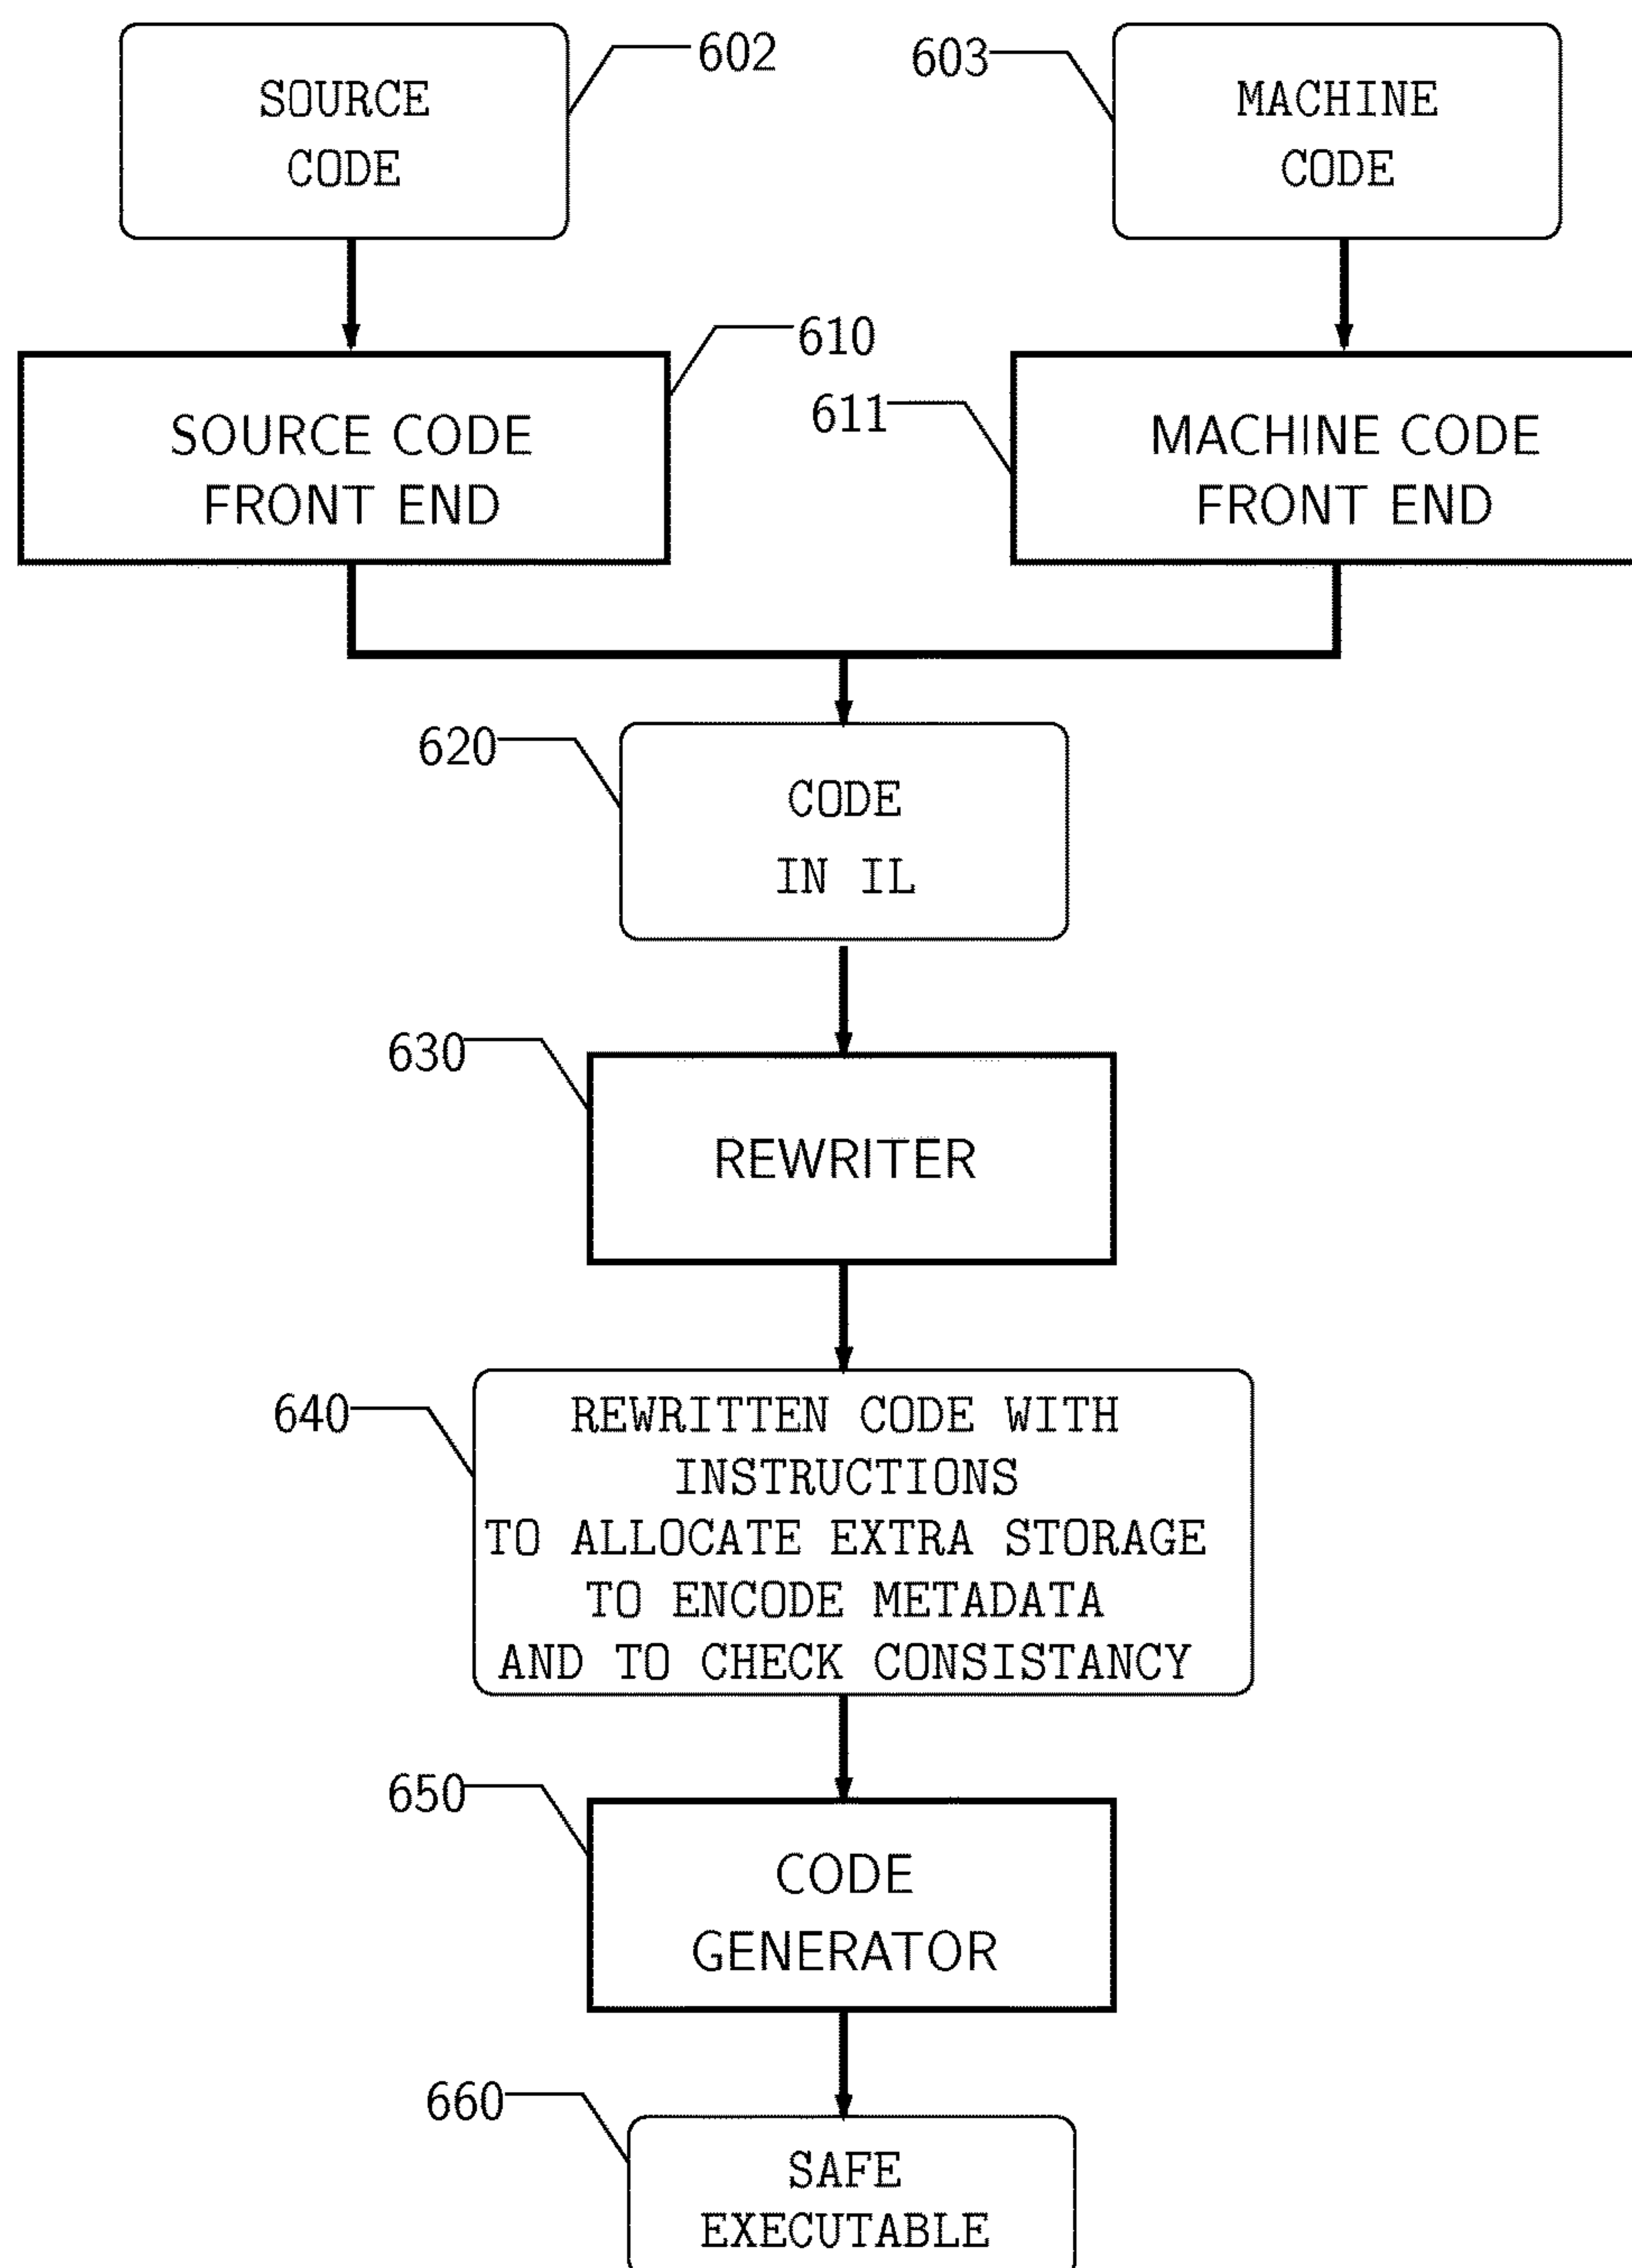 SOURCE
CODE
602
603
MACHINE
CODE
610
SOURCE CODE
FRONT END
611
MACHINE CODE
FRONT END
620
CODE
IN IL
630
REWRITER
640
REWRITTEN CODE WITH
INSTRUCTIONS
TO ALLOCATE EXTRA STORAGE
TO ENCODE METADATA
AND TO CHECK CONSISTANCY
650
CODE
GENERATOR
660
SAFE
EXECUTABLE